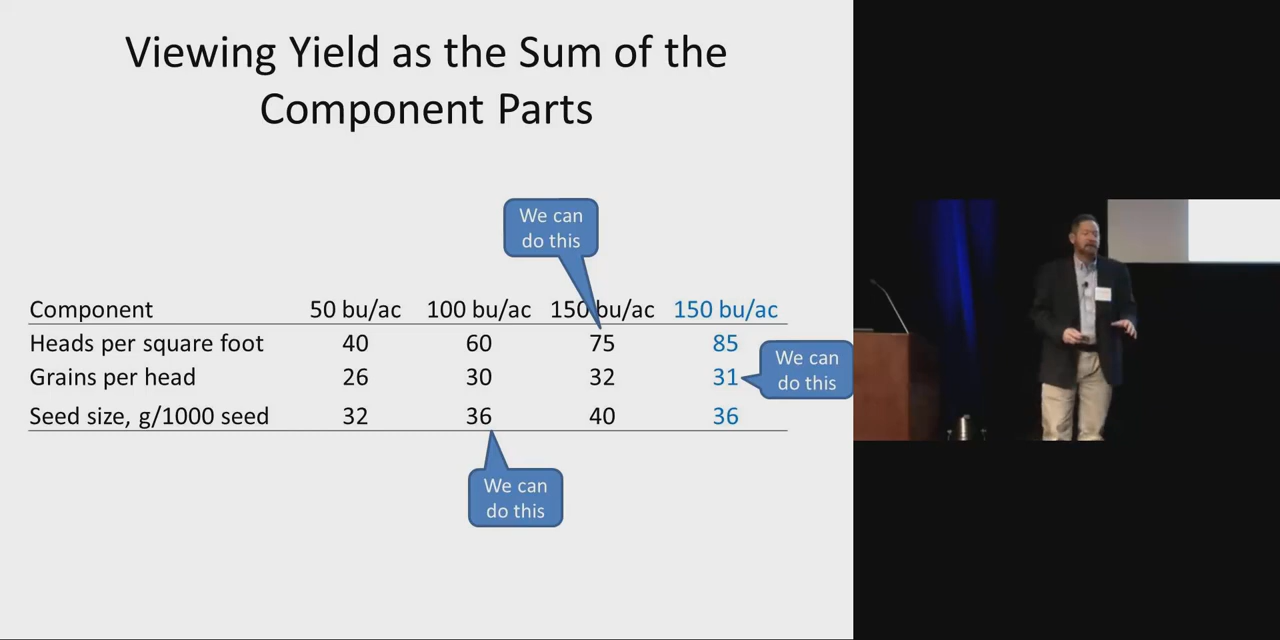 Viewing Yield as the Sum of the
Component Parts
We can
do this
Component 50 bu/ac 100 bu/ac 150 bu/ac 150 bu/ac
Heads per square foot 40 60 75 85
Grains per head 26 30 32 31
We can
do this
Seed size, g/1000 seed 32 36 40 36
We can
do this